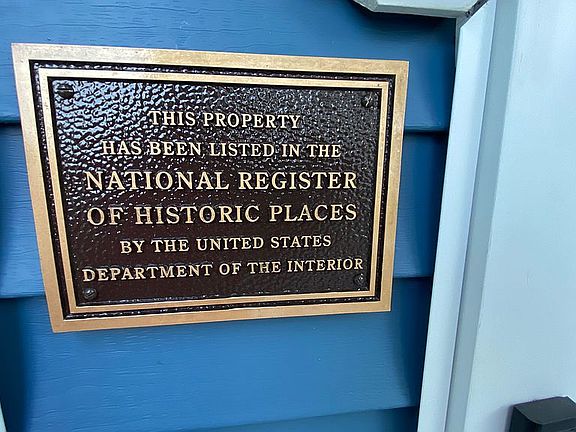 THIS PROPERTY
HAS BEEN LISTED IN THE
NATIONAL REGISTER
OF HISTORIC PLACES
BY THE UNITED STATES
DEPARTMENT OF THE INTERIOR